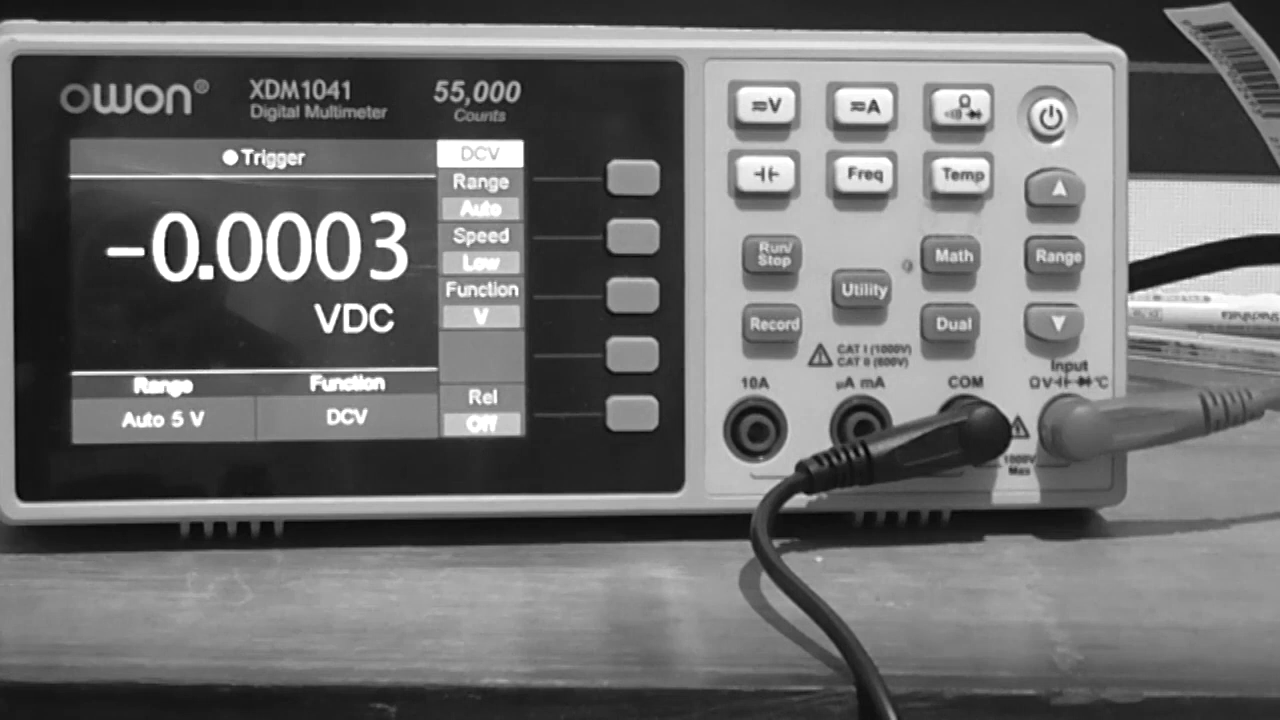 OWON®
XDM1041
Digital Multimeter
55,000
Counts
Trigger
-0.0003
VDC
Range
Function
Auto 5 V
DCV
DCV
Range
Auto
Speed
Low
Function
V
Rel
Off
≂V
≂A
Ω
Freq
Temp
Run/
Stop
Utility
Math
Range
Record
Dual
CAT I (1000V)
CAT II (600V)
10A
µA mA
COM
Input
ΩV
°C
1000V
Max